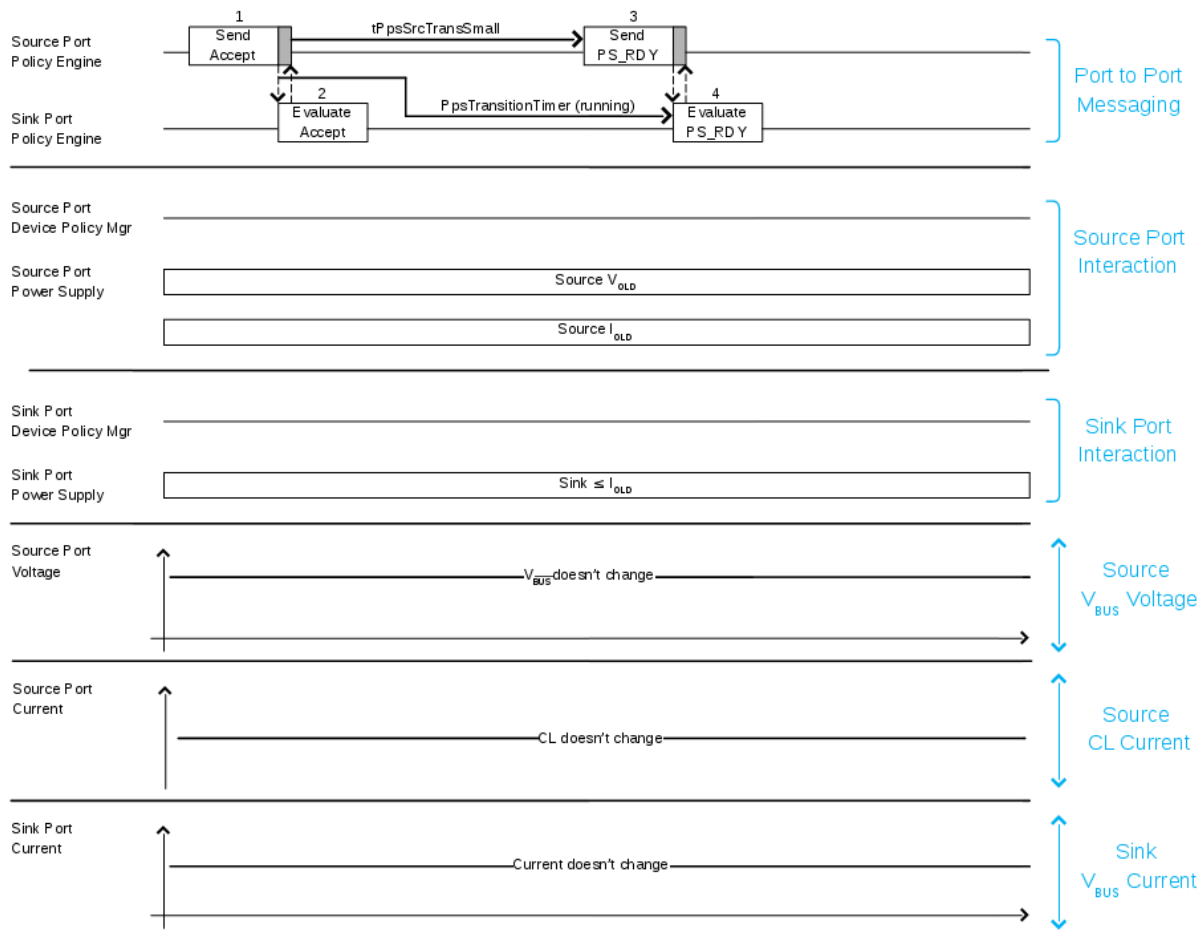 1
3
Send
Accept
tPpsSrcTransSmall
Send
PS_RDY
Source Port
Policy Engine
Port to Port
Messaging
2
4
PpsTransitionTimer (running)
Evaluate
Accept
Evaluate
PS_RDY
Sink Port
Policy Engine
Source Port
Device Policy Mgr
Source Port
Interaction
Source Port
Power Supply
Source VOLD
Source IOLD
Sink Port
Device Policy Mgr
Sink Port
Interaction
Sink Port
Power Supply
Sink ≤ IOLD
Source Port
Voltage
VBUS doesn't change
Source
VBUS Voltage
Source Port
Current
CL doesn't change
Source
CL Current
Sink Port
Current
Current doesn't change
Sink
VBUS Current